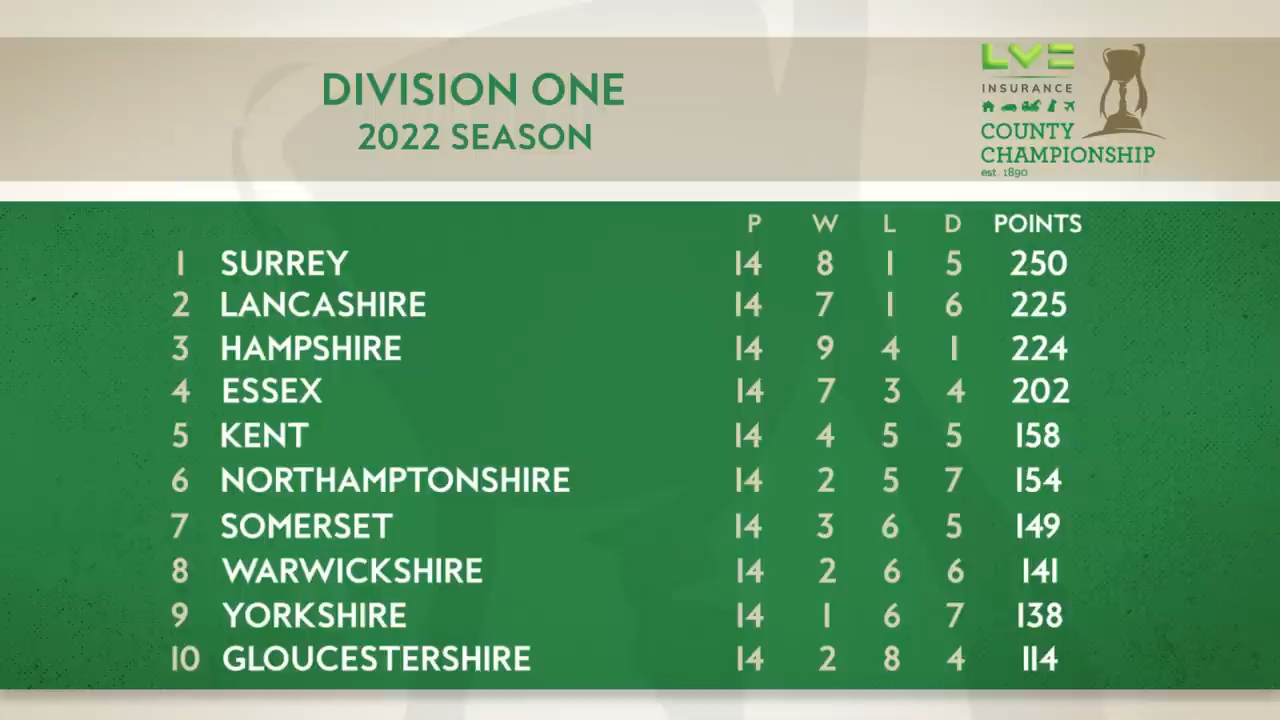 DIVISION ONE
2022 SEASON
LVE
INSURANCE
COUNTY
CHAMPIONSHIP
est. 1890
P W L D POINTS
1 SURREY 14 8 1 5 250
2 LANCASHIRE 14 7 1 6 225
3 HAMPSHIRE 14 9 4 1 224
4 ESSEX 14 7 3 4 202
5 KENT 14 4 5 5 158
6 NORTHAMPTONSHIRE 14 2 5 7 154
7 SOMERSET 14 3 6 5 149
8 WARWICKSHIRE 14 2 6 6 141
9 YORKSHIRE 14 1 6 7 138
10 GLOUCESTERSHIRE 14 2 8 4 114